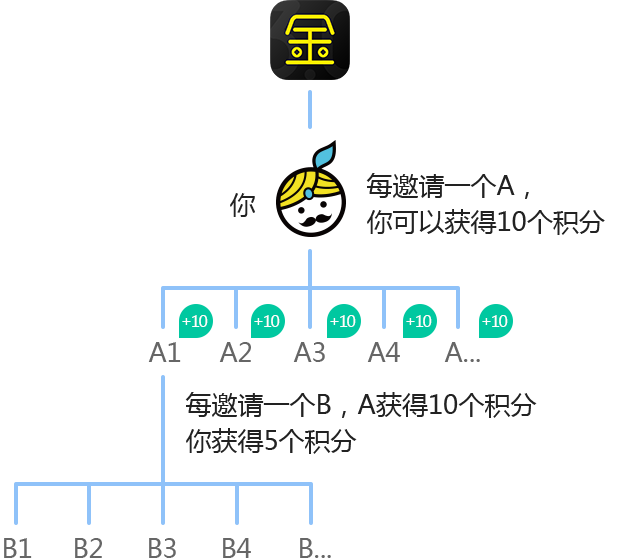 金
你
每邀请一个A，
你可以获得10个积分
+10 +10 +10 +10 +10
A1 A2 A3 A4 A...
每邀请一个B，A获得10个积分
你获得5个积分
B1 B2 B3 B4 B...